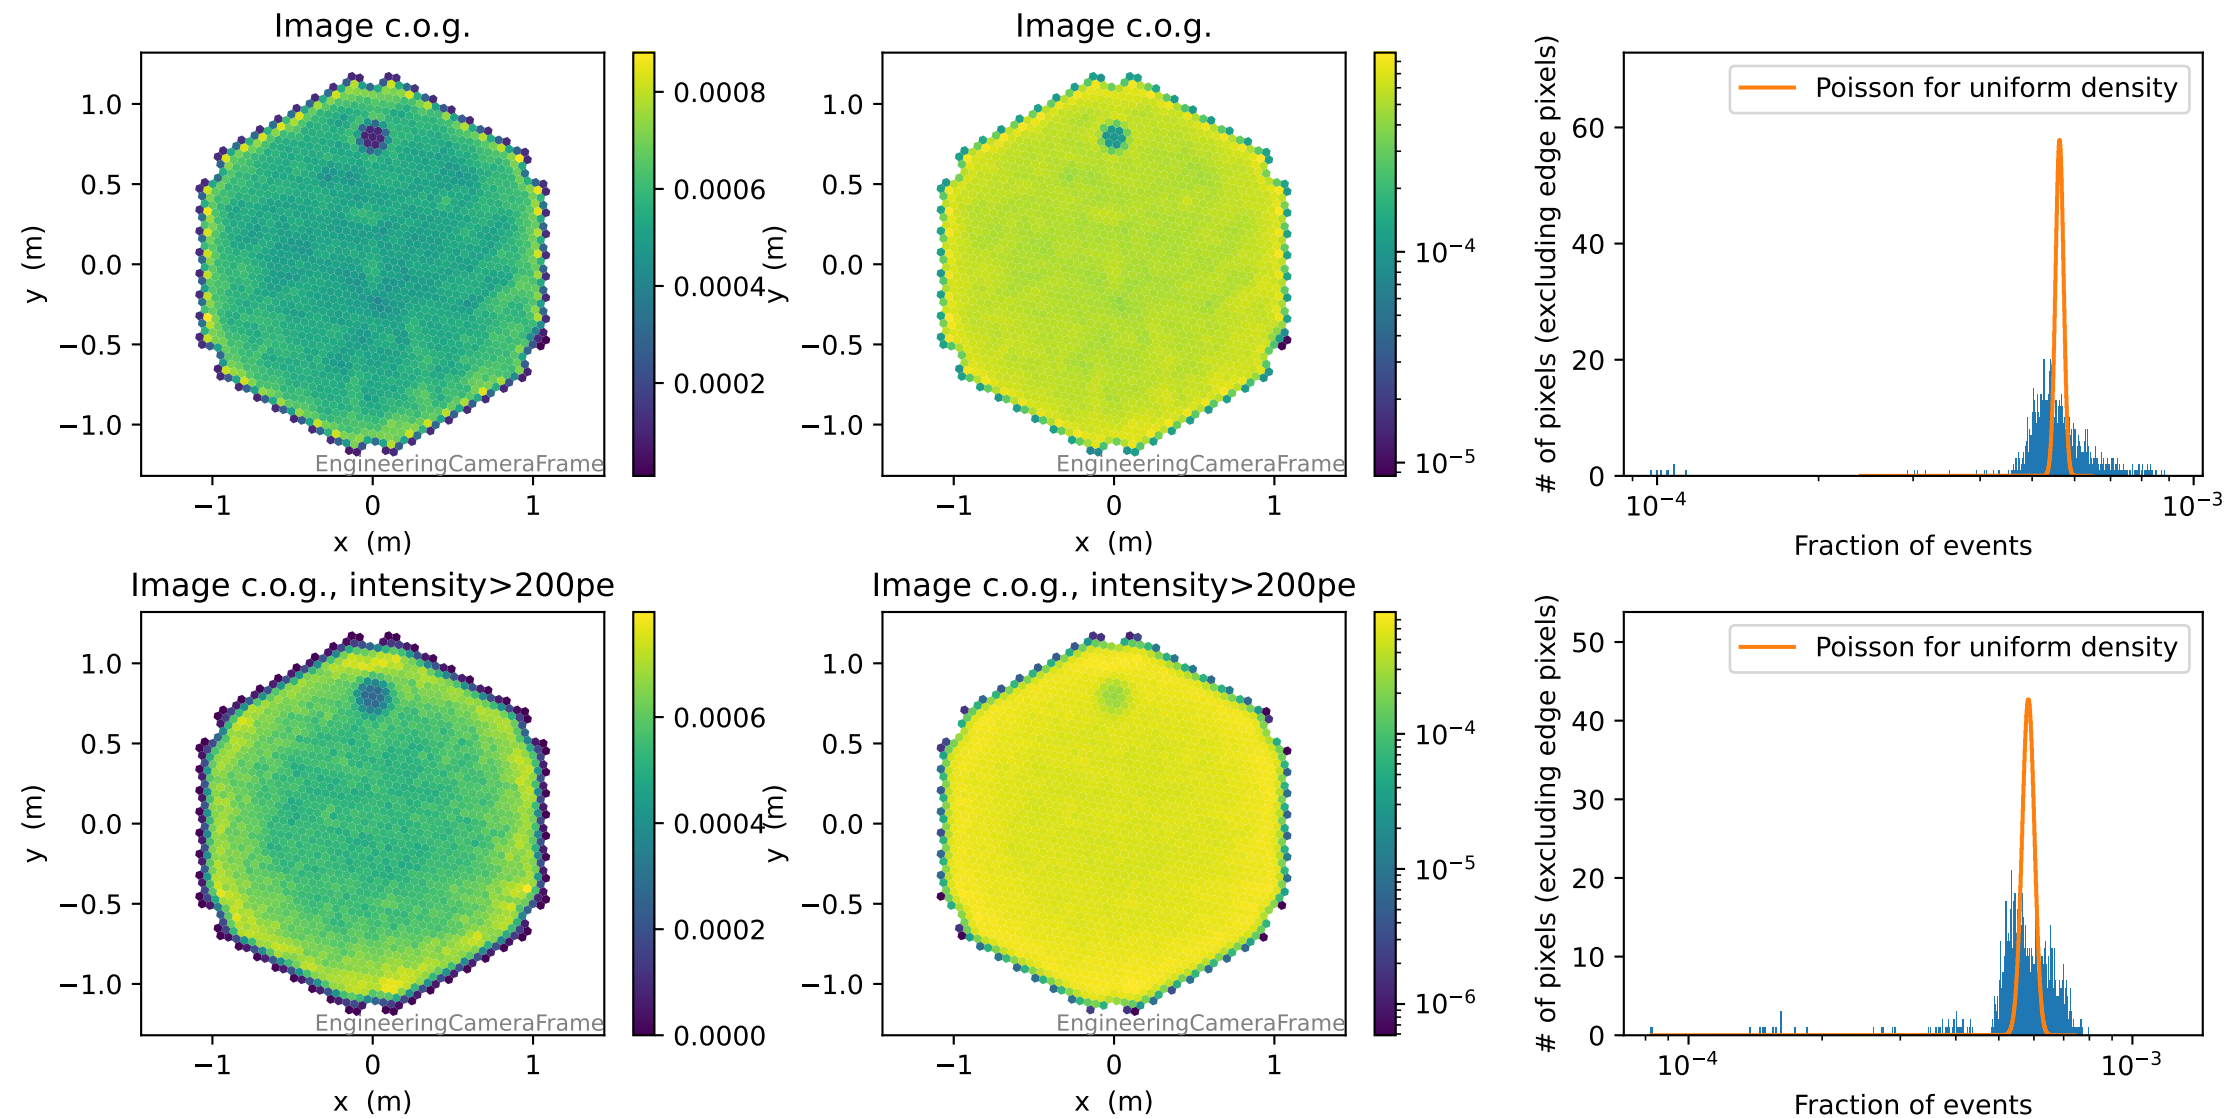 Image c.o.g.
1.0
0.5
0.0
−0.5
−1.0
y (m)
−1
0
1
x (m)
EngineeringCameraFrame
0.0008
0.0006
0.0004
0.0002
Image c.o.g.
1.0
0.5
0.0
−0.5
−1.0
y (m)
−1
0
1
x (m)
EngineeringCameraFrame
10−4
10−5
# of pixels (excluding edge pixels)
60
40
20
0
Poisson for uniform density
10−4
10−3
Fraction of events
Image c.o.g., intensity>200pe
1.0
0.5
0.0
−0.5
−1.0
y (m)
−1
0
1
x (m)
EngineeringCameraFrame
0.0006
0.0004
0.0002
0.0000
Image c.o.g., intensity>200pe
1.0
0.5
0.0
−0.5
−1.0
y (m)
−1
0
1
x (m)
EngineeringCameraFrame
10−4
10−5
10−6
# of pixels (excluding edge pixels)
50
40
30
20
10
0
Poisson for uniform density
10−4
10−3
Fraction of events